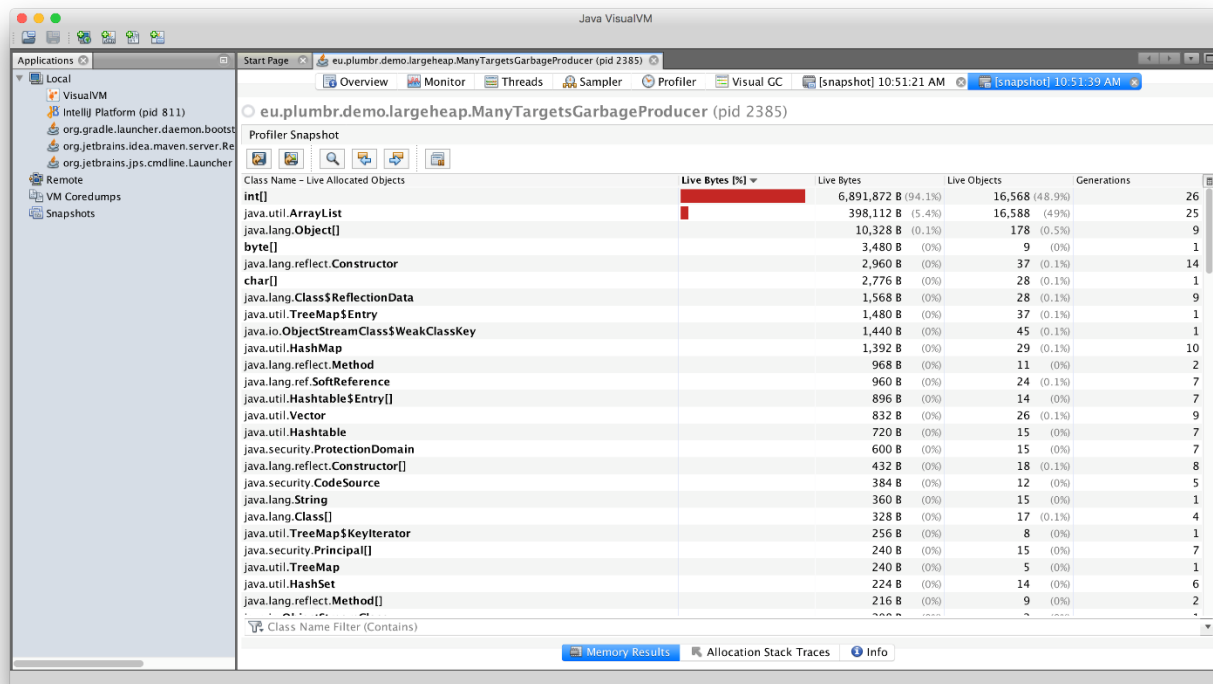 Java VisualVM
Applications
Start Page eu.plumbr.demo.largeheap.ManyTargetsGarbageProducer (pid 2385)
Local
VisualVM
IntelliJ Platform (pid 811)
org.gradle.launcher.daemon.bootst
org.jetbrains.idea.maven.server.Re
org.jetbrains.jps.cmdline.Launcher
Remote
VM Coredumps
Snapshots
Overview Monitor Threads Sampler Profiler Visual GC [snapshot] 10:51:21 AM [snapshot] 10:51:39 AM
eu.plumbr.demo.largeheap.ManyTargetsGarbageProducer (pid 2385)
Profiler Snapshot
Class Name – Live Allocated Objects Live Bytes [%] Live Bytes Live Objects Generations
int[] 6,891,872 B (94.1%) 16,568 (48.9%) 26
java.util.ArrayList 398,112 B (5.4%) 16,588 (49%) 25
java.lang.Object[] 10,328 B (0.1%) 178 (0.5%) 9
byte[] 3,480 B (0%) 9 (0%) 1
java.lang.reflect.Constructor 2,960 B (0%) 37 (0.1%) 14
char[] 2,776 B (0%) 28 (0.1%) 1
java.lang.Class$ReflectionData 1,568 B (0%) 28 (0.1%) 9
java.util.TreeMap$Entry 1,480 B (0%) 37 (0.1%) 1
java.io.ObjectStreamClass$WeakClassKey 1,440 B (0%) 45 (0.1%) 1
java.util.HashMap 1,392 B (0%) 29 (0.1%) 10
java.lang.reflect.Method 968 B (0%) 11 (0%) 2
java.lang.ref.SoftReference 960 B (0%) 24 (0.1%) 7
java.util.Hashtable$Entry[] 896 B (0%) 14 (0%) 7
java.util.Vector 832 B (0%) 26 (0.1%) 9
java.util.Hashtable 720 B (0%) 15 (0%) 7
java.security.ProtectionDomain 600 B (0%) 15 (0%) 7
java.lang.reflect.Constructor[] 432 B (0%) 18 (0.1%) 8
java.security.CodeSource 384 B (0%) 12 (0%) 5
java.lang.String 360 B (0%) 15 (0%) 1
java.lang.Class[] 328 B (0%) 17 (0.1%) 4
java.util.TreeMap$KeyIterator 256 B (0%) 8 (0%) 1
java.security.Principal[] 240 B (0%) 15 (0%) 7
java.util.TreeMap 240 B (0%) 5 (0%) 1
java.util.HashSet 224 B (0%) 14 (0%) 6
java.lang.reflect.Method[] 216 B (0%) 9 (0%) 2
Class Name Filter (Contains)
Memory Results Allocation Stack Traces Info